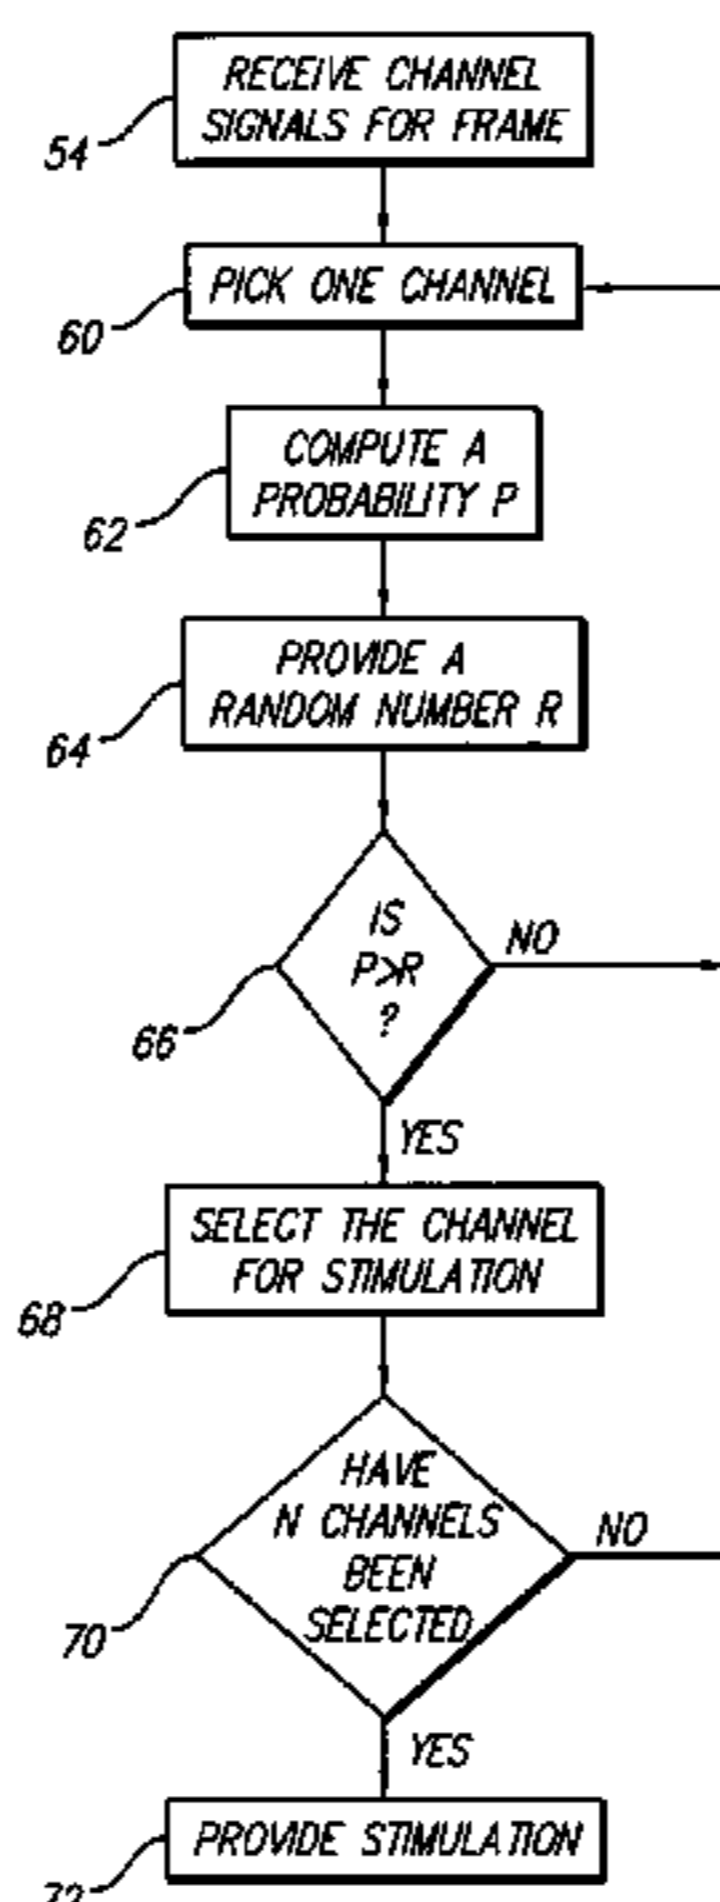 RECEIVE CHANNEL
SIGNALS FOR FRAME
54
PICK ONE CHANNEL
60
COMPUTE A
PROBABILITY P
62
PROVIDE A
RANDOM NUMBER R
64
IS
P>R
?
NO
66
YES
SELECT THE CHANNEL
FOR STIMULATION
68
HAVE
N CHANNELS
BEEN
SELECTED
NO
70
YES
PROVIDE STIMULATION